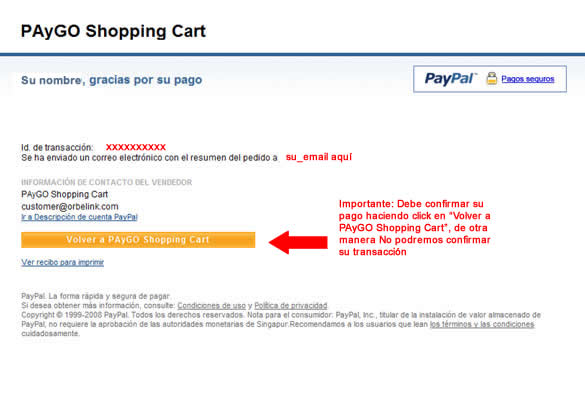 PAyGO Shopping Cart
Su nombre, gracias por su pago
PayPal™ Pagos seguros
Id. de transacción: XXXXXXXXXX
Se ha enviado un correo electrónico con el resumen del pedido a su_email aquí
INFORMACIÓN DE CONTACTO DEL VENDEDOR
PAyGO Shopping Cart
customer@orbelink.com
Ir a Descripción de cuenta PayPal
Volver a PAyGO Shopping Cart
Importante: Debe confirmar su
pago haciendo click en "Volver a
PAyGO Shopping Cart", de otra
manera No podremos confirmar
su transacción
Ver recibo para imprimir
PayPal. La forma rápida y segura de pagar.
Si desea obtener más información, consulte: Condiciones de uso y Política de privacidad.
Copyright © 1999-2008 PayPal. Todos los derechos reservados. Nota para el consumidor: PayPal, Inc., titular de la instalación de valor almacenado de
PayPal, no requiere la aprobación de las autoridades monetarias de Singapur.Recomendamos a los usuarios que lean los términos y las condiciones
cuidadosamente.